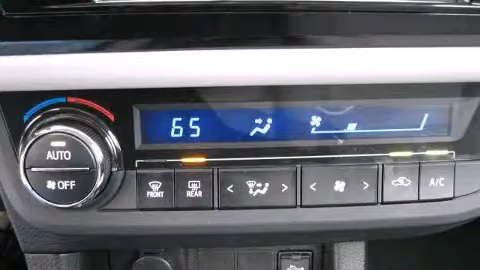 65
AUTO
OFF
FRONT
REAR
< >
< >
A/C